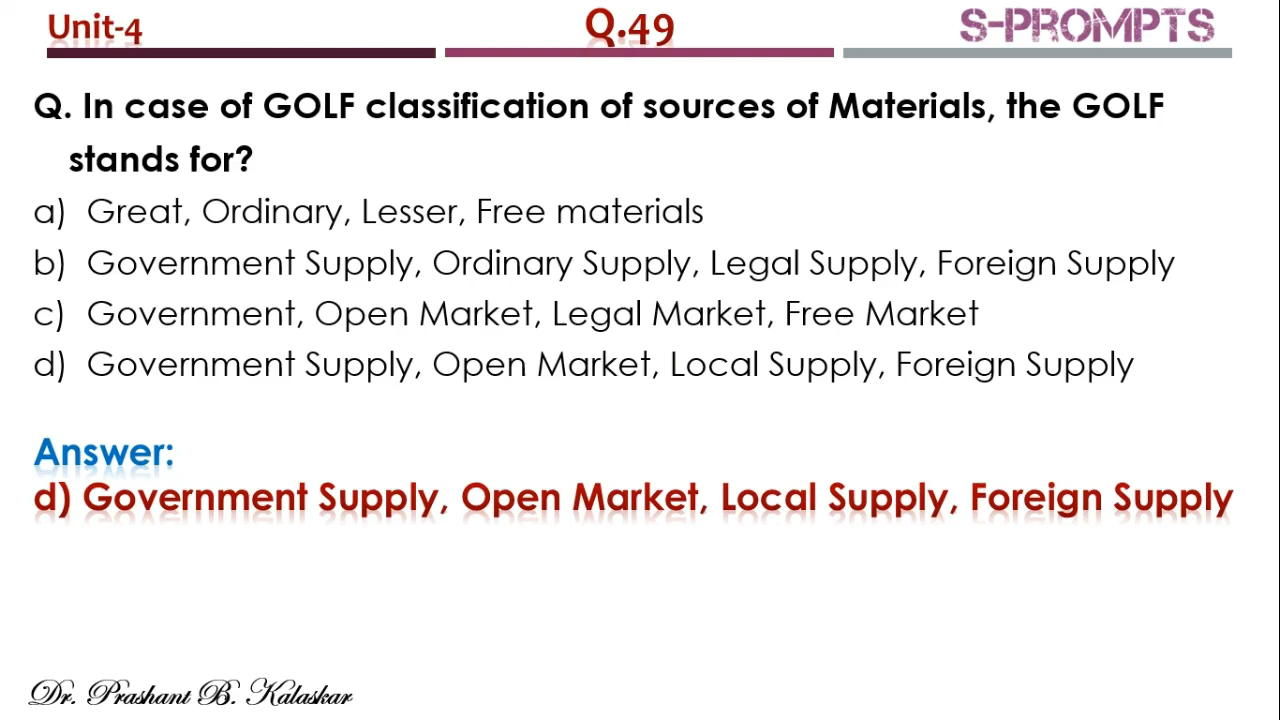 Unit-4
Q.49
S-PROMPTS
Q. In case of GOLF classification of sources of Materials, the GOLF
stands for?
a) Great, Ordinary, Lesser, Free materials
b) Government Supply, Ordinary Supply, Legal Supply, Foreign Supply
c) Government, Open Market, Legal Market, Free Market
d) Government Supply, Open Market, Local Supply, Foreign Supply
Answer:
d) Government Supply, Open Market, Local Supply, Foreign Supply
Dr. Prashant B. Kalaskar